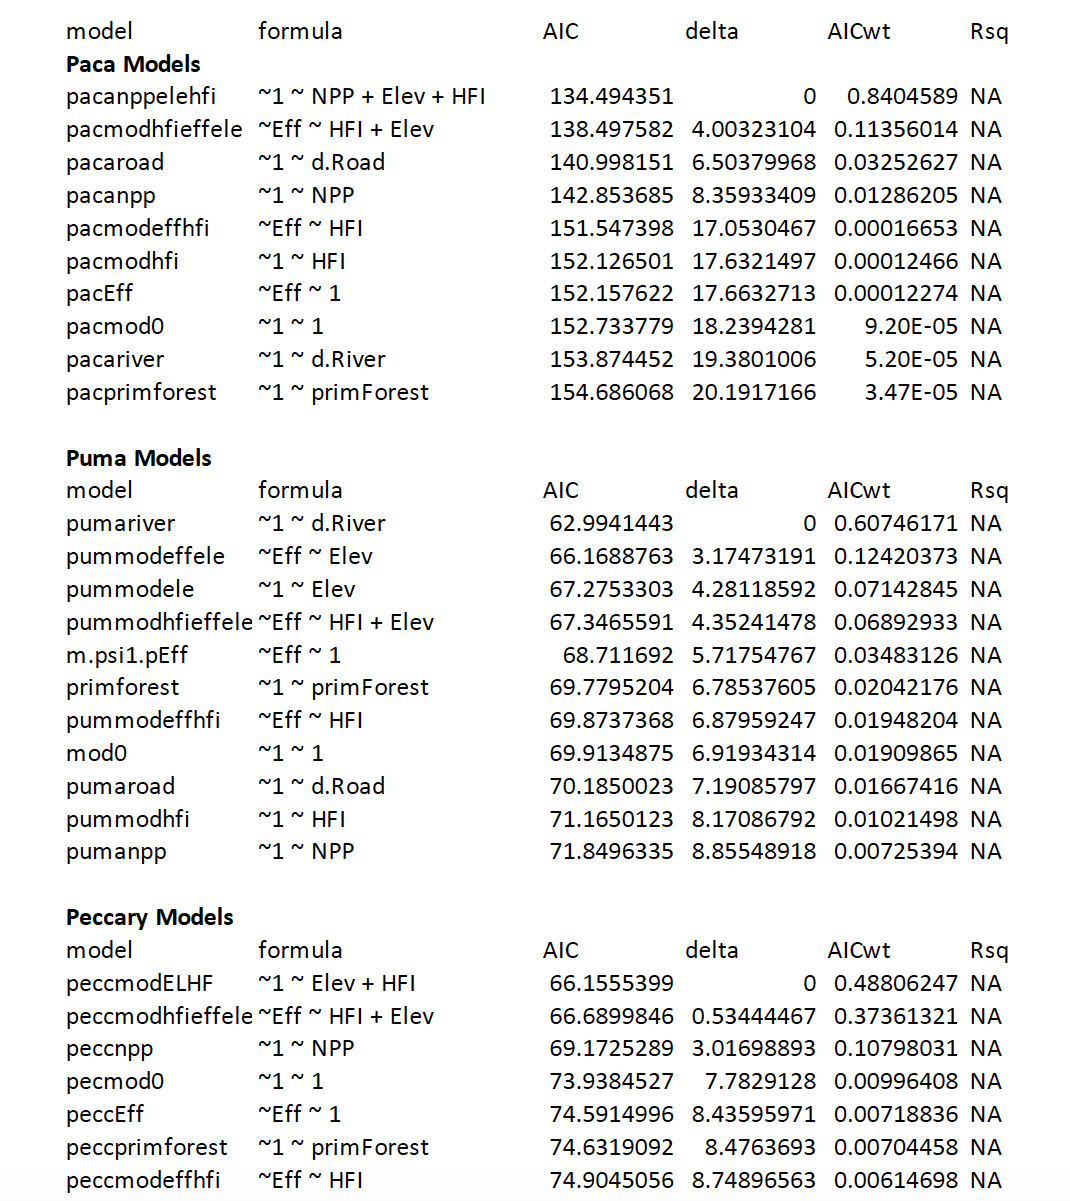 model formula AIC delta AICwt Rsq
Paca Models
pacanppelehfi ~1 ~ NPP + Elev + HFI 134.494351 0 0.8404589 NA
pacmodhfieffele ~Eff ~ HFI + Elev 138.497582 4.00323104 0.11356014 NA
pacaroad ~1 ~ d.Road 140.998151 6.50379968 0.03252627 NA
pacanpp ~1 ~ NPP 142.853685 8.35933409 0.01286205 NA
pacmodeffhfi ~Eff ~ HFI 151.547398 17.0530467 0.00016653 NA
pacmodhfi ~1 ~ HFI 152.126501 17.6321497 0.00012466 NA
pacEff ~Eff ~ 1 152.157622 17.6632713 0.00012274 NA
pacmod0 ~1 ~ 1 152.733779 18.2394281 9.20E-05 NA
pacariver ~1 ~ d.River 153.874452 19.3801006 5.20E-05 NA
pacprimforest ~1 ~ primForest 154.686068 20.1917166 3.47E-05 NA
Puma Models
model formula AIC delta AICwt Rsq
pumariver ~1 ~ d.River 62.9941443 0 0.60746171 NA
pummodeffele ~Eff ~ Elev 66.1688763 3.17473191 0.12420373 NA
pummodele ~1 ~ Elev 67.2753303 4.28118592 0.07142845 NA
pummodhfieffele ~Eff ~ HFI + Elev 67.3465591 4.35241478 0.06892933 NA
m.psi1.pEff ~Eff ~ 1 68.711692 5.71754767 0.03483126 NA
primforest ~1 ~ primForest 69.7795204 6.78537605 0.02042176 NA
pummodeffhfi ~Eff ~ HFI 69.8737368 6.87959247 0.01948204 NA
mod0 ~1 ~ 1 69.9134875 6.91934314 0.01909865 NA
pumaroad ~1 ~ d.Road 70.1850023 7.19085797 0.01667416 NA
pummodhfi ~1 ~ HFI 71.1650123 8.17086792 0.01021498 NA
pumanpp ~1 ~ NPP 71.8496335 8.85548918 0.00725394 NA
Peccary Models
model formula AIC delta AICwt Rsq
peccmodELHF ~1 ~ Elev + HFI 66.1555399 0 0.48806247 NA
peccmodhfieffele ~Eff ~ HFI + Elev 66.6899846 0.53444467 0.37361321 NA
peccnpp ~1 ~ NPP 69.1725289 3.01698893 0.10798031 NA
pecmod0 ~1 ~ 1 73.9384527 7.7829128 0.00996408 NA
peccEff ~Eff ~ 1 74.5914996 8.43595971 0.00718836 NA
peccprimforest ~1 ~ primForest 74.6319092 8.4763693 0.00704458 NA
peccmodeffhfi ~Eff ~ HFI 74.9045056 8.74896563 0.00614698 NA